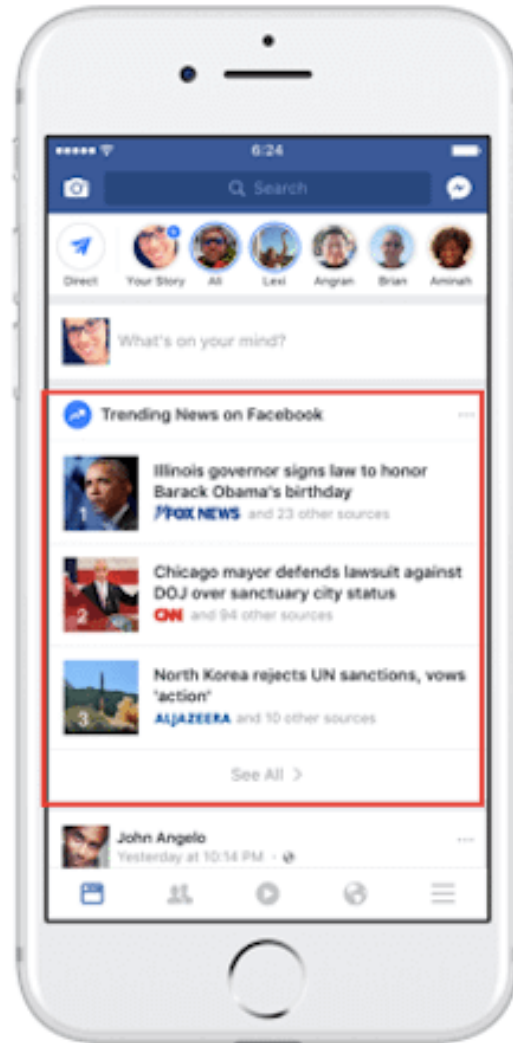 6:24
Search
Direct Your Story Ali Lexi Angran Brian Aminah
What's on your mind?
Trending News on Facebook
1
Illinois governor signs law to honor
Barack Obama's birthday
FOX NEWS and 23 other sources
2
Chicago mayor defends lawsuit against
DOJ over sanctuary city status
CNN and 94 other sources
3
North Korea rejects UN sanctions, vows
'action'
ALJAZEERA and 10 other sources
See All >
John Angelo
Yesterday at 10:14 PM ·